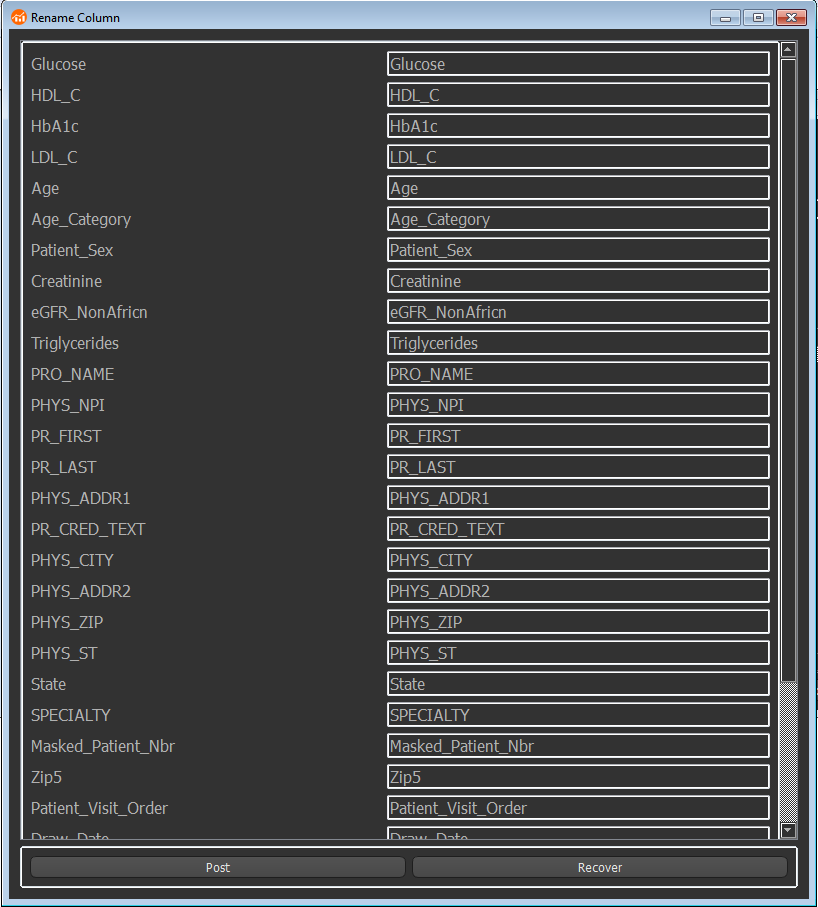 Rename Column
Glucose Glucose
HDL_C HDL_C
HbA1c HbA1c
LDL_C LDL_C
Age Age
Age_Category Age_Category
Patient_Sex Patient_Sex
Creatinine Creatinine
eGFR_NonAfricn eGFR_NonAfricn
Triglycerides Triglycerides
PRO_NAME PRO_NAME
PHYS_NPI PHYS_NPI
PR_FIRST PR_FIRST
PR_LAST PR_LAST
PHYS_ADDR1 PHYS_ADDR1
PR_CRED_TEXT PR_CRED_TEXT
PHYS_CITY PHYS_CITY
PHYS_ADDR2 PHYS_ADDR2
PHYS_ZIP PHYS_ZIP
PHYS_ST PHYS_ST
State State
SPECIALTY SPECIALTY
Masked_Patient_Nbr Masked_Patient_Nbr
Zip5 Zip5
Patient_Visit_Order Patient_Visit_Order
Draw_Date Draw_Date
Post Recover